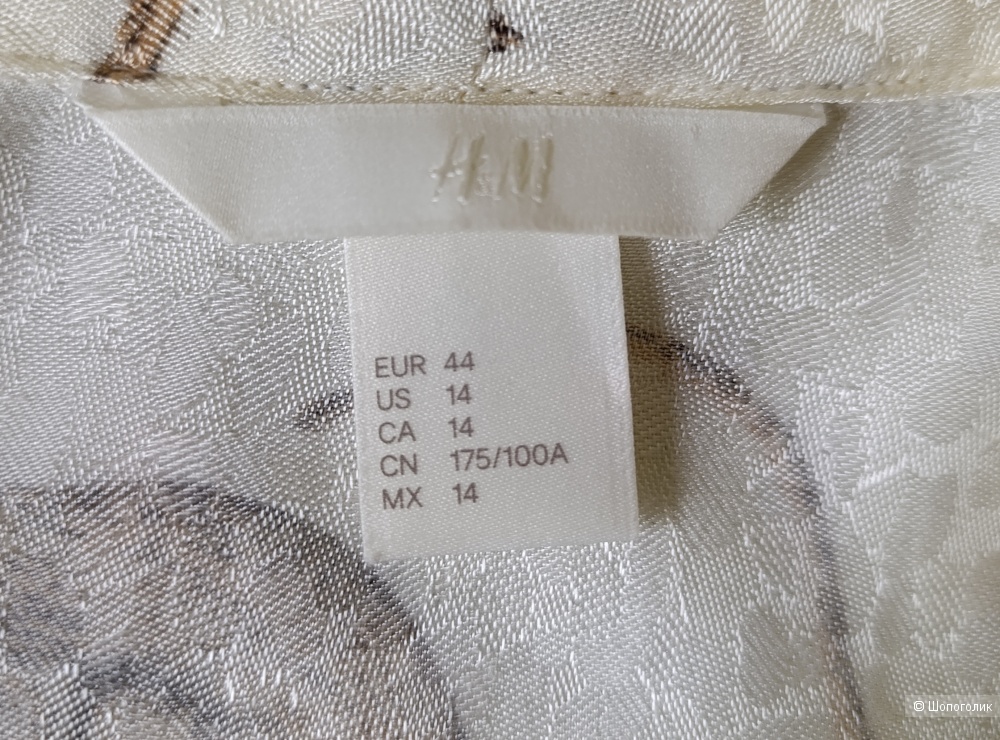 H&M
EUR 44
US 14
CA 14
CN 175/100A
MX 14
© Шопоголик